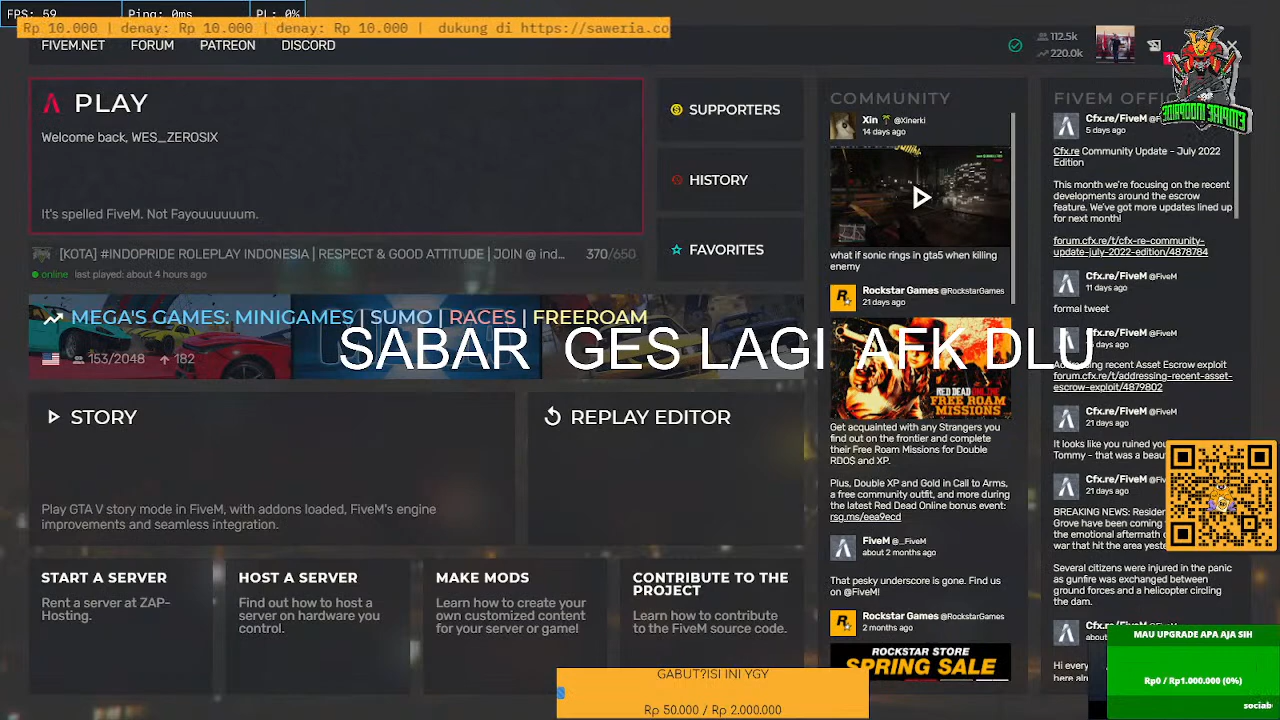 FPS: 59
Ping: 0ms
PL: 0%
Rp 10.000 | denay: Rp 10.000 | denay: Rp 10.000 | dukung di https://saweria.co
FIVEM.NET
FORUM
PATREON
DISCORD
112.5k
220.0k
1
PLAY
Welcome back, WES_ZEROSIX
It's spelled FiveM. Not Fayouuuuuum.
SUPPORTERS
HISTORY
FAVORITES
[KOTA] #INDOPRIDE ROLEPLAY INDONESIA | RESPECT & GOOD ATTITUDE | JOIN @ ind...
370/650
online
last played: about 4 hours ago
MEGA'S GAMES: MINIGAMES | SUMO | RACES | FREEROAM
153/2048
182
SABAR GES LAGI AFK DLU
STORY
Play GTA V story mode in FiveM, with addons loaded, FiveM's engine
improvements and seamless integration.
REPLAY EDITOR
START A SERVER
Rent a server at ZAP-
Hosting.
HOST A SERVER
Find out how to host a
server on hardware you
control.
MAKE MODS
Learn how to create your
own customized content
for your server or game!
CONTRIBUTE TO THE
PROJECT
Learn how to contribute
to the FiveM source code.
COMMUNITY
Xin @Xinerki
14 days ago
what if sonic rings in gta5 when killing
enemy
Rockstar Games @RockstarGames
21 days ago
RED DEAD ONLINE
FREE ROAM
MISSIONS
Get acquainted with any Strangers you
find out on the frontier and complete
their Free Roam Missions for Double
RDO$ and XP.
Plus, Double XP and Gold in Call to Arms,
a free community outfit, and more during
the latest Red Dead Online bonus event:
rsg.ms/eea9ecd
FiveM @_FiveM
about 2 months ago
That pesky underscore is gone. Find us
on @FiveM!
Rockstar Games @RockstarGames
2 months ago
ROCKSTAR STORE
SPRING SALE
FIVEM OFFIC
EMPIRE INDOPRIDE
Cfx.re/FiveM @F
5 days ago
Cfx.re Community Update - July 2022
Edition
This month we're focusing on the recent
developments around the escrow
feature. We've got more updates lined up
for next month!
forum.cfx.re/t/cfx-re-community-
update-july-2022-edition/4878784
Cfx.re/FiveM @FiveM
11 days ago
formal tweet
Cfx.re/FiveM @FiveM
days ago
Addressing recent Asset Escrow exploit
forum.cfx.re/t/addressing-recent-asset-
escrow-exploit/4879802
Cfx.re/FiveM @FiveM
21 days ago
It looks like you ruined you
Tommy - that was a beau
Cfx.re/FiveM
21 days ago
BREAKING NEWS: Residen
Grove have been coming
the emotional aftermath
war that hit the area yeste
Several citizens were injured in the panic
as gunfire was exchanged between
ground forces and a helicopter circling
the dam.
Cfx.re/FiveM @FiveM
abou
Hi every
here alm
MAU UPGRADE APA AJA SIH
Rp0 / Rp1.000.000 (0%)
sociab
GABUT?ISI INI YGY
Rp 50.000 / Rp 2.000.000